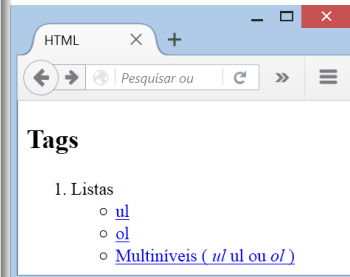 HTML
Pesquisar ou
Tags
1. Listas
ul
ol
Multiníveis ( ul ul ou ol )